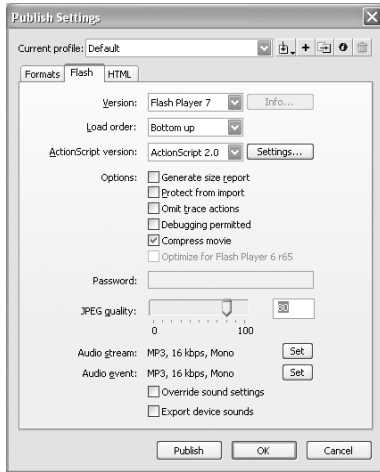 Publish Settings
Current profile: Default
Formats Flash HTML
Version: Flash Player 7 Info...
Load order: Bottom up
ActionScript version: ActionScript 2.0 Settings...
Options: Generate size report
Protect from import
Omit trace actions
Debugging permitted
Compress movie
Optimize for Flash Player 6 r65
Password:
JPEG quality: 80
0 100
Audio stream: MP3, 16 kbps, Mono Set
Audio event: MP3, 16 kbps, Mono Set
Override sound settings
Export device sounds
Publish OK Cancel